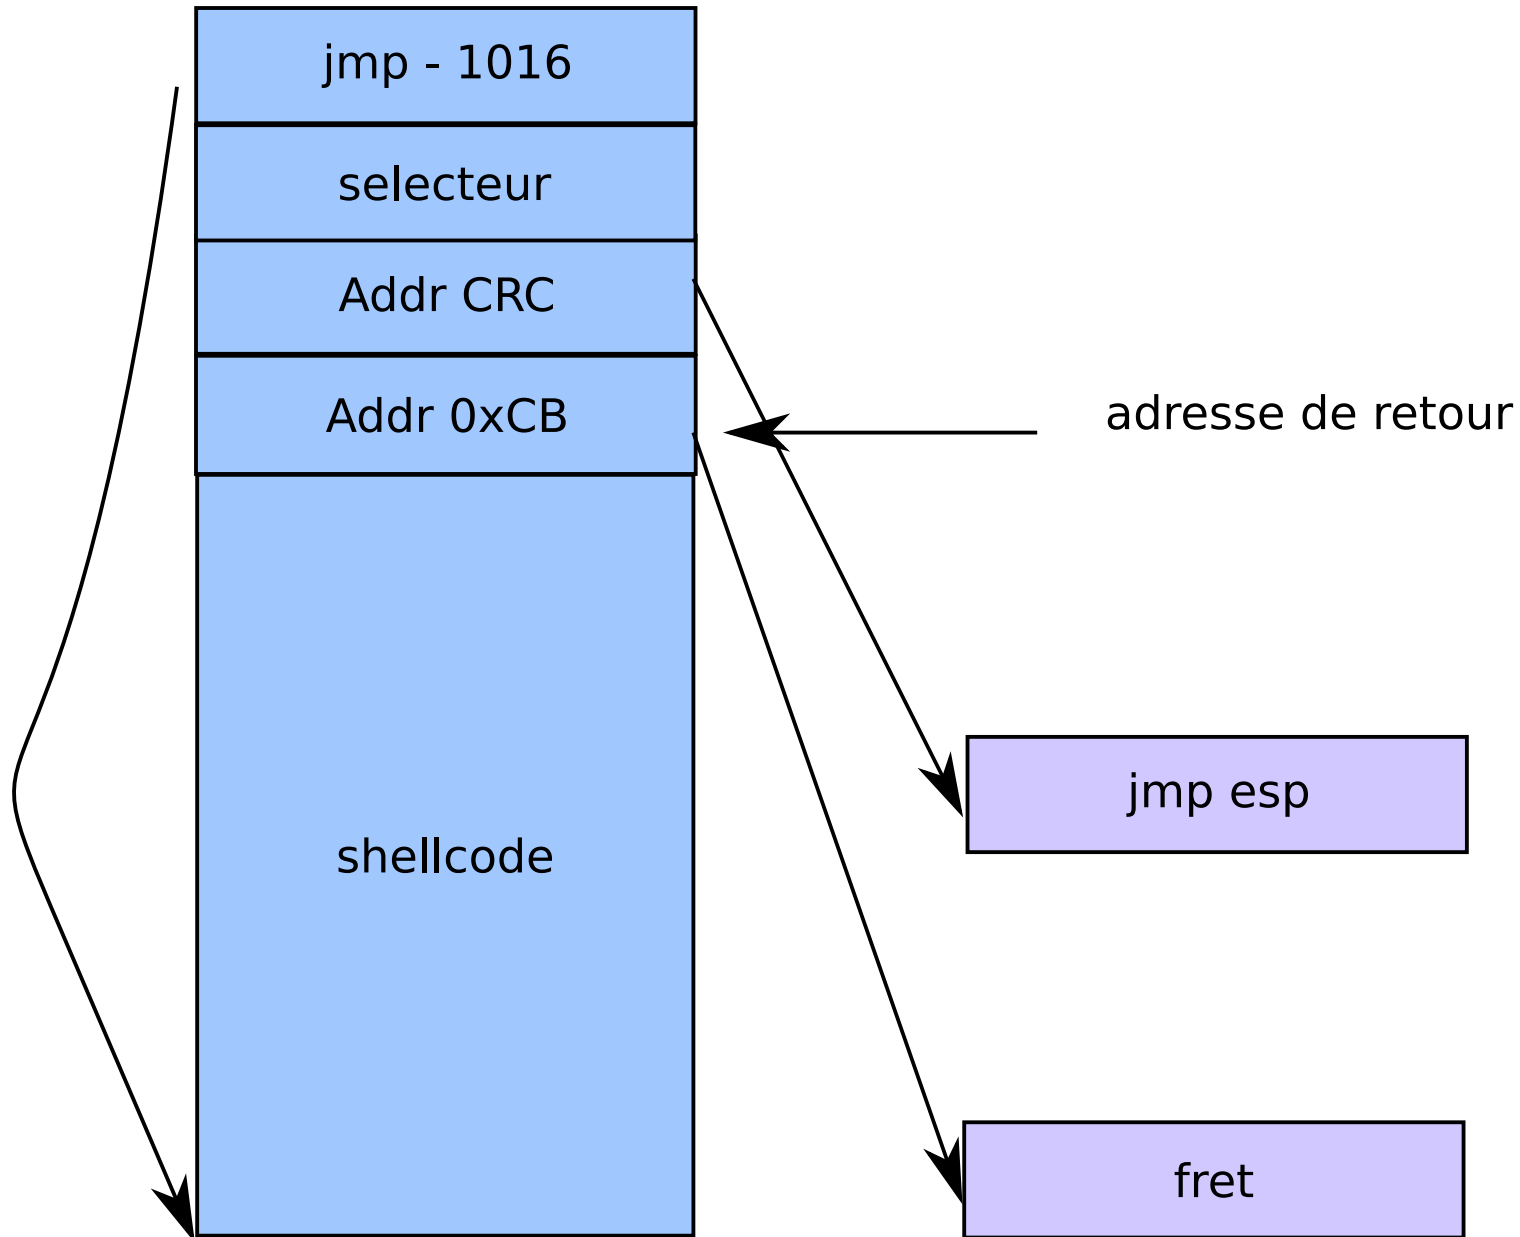 jmp - 1016
selecteur
Addr CRC
Addr 0xCB
adresse de retour
jmp esp
shellcode
fret